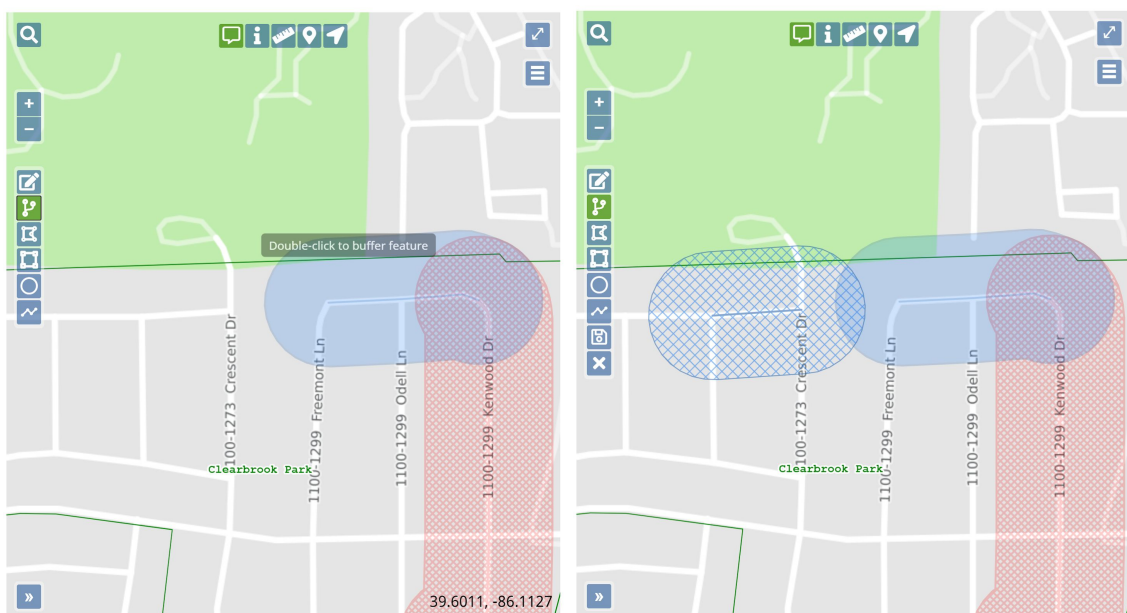 Double-click to buffer feature
100-1273 Crescent Dr
1100-1299 Freemont Ln
1100-1299 Odell Ln
1100-1299 Kenwood Dr
Clearbrook Park
39.6011, -86.1127
100-1273 Crescent Dr
1100-1299 Freemont Ln
1100-1299 Odell Ln
1100-1299 Kenwood Dr
Clearbrook Park